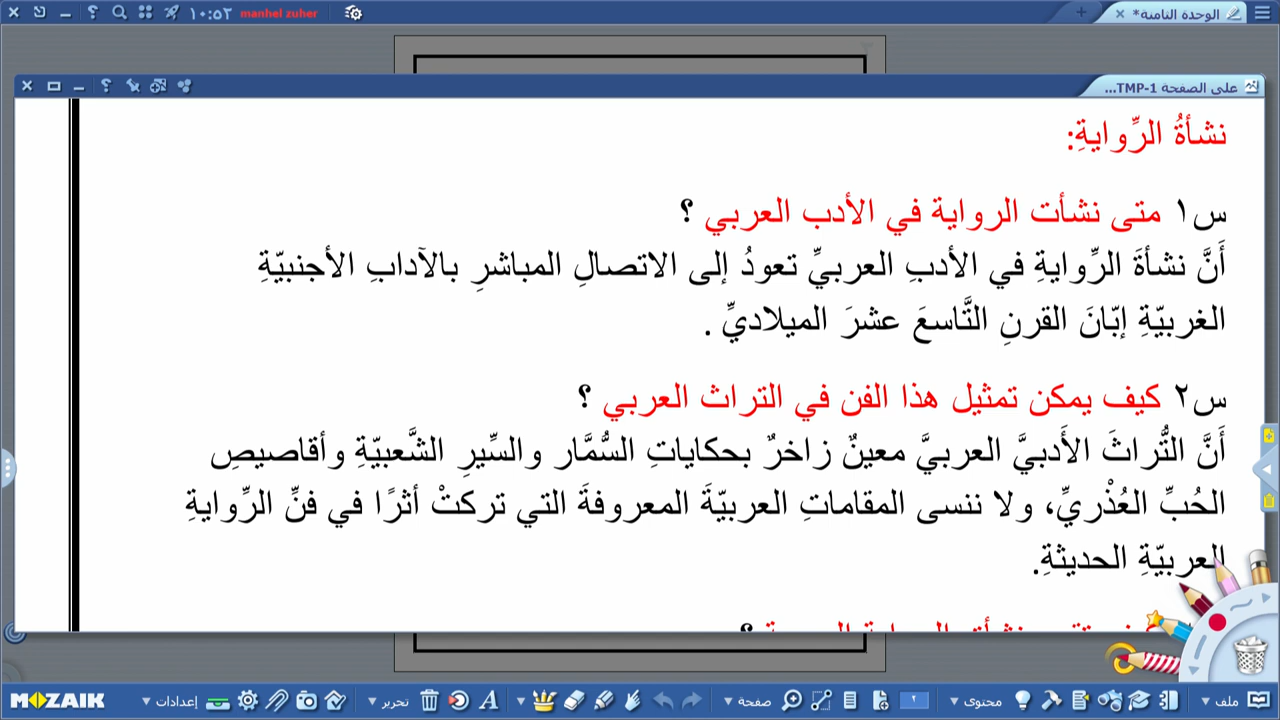 الوحدة الثامنة*
manhel zuher
١٠:٥٢
على الصفحة TMP-1...
نشأةُ الرِّوايةِ:
س١ متى نشأت الرواية في الأدب العربي ؟
أَنَّ نشأةَ الرِّوايةِ في الأدبِ العربيِّ تعودُ إلى الاتصالِ المباشرِ بالآدابِ الأجنبيّةِ
الغربيّةِ إبّانَ القرنِ التَّاسعَ عشرَ الميلاديِّ .
س٢ كيف يمكن تمثيل هذا الفن في التراث العربي ؟
أَنَّ التُّراثَ الأَدبيَّ العربيَّ معينٌ زاخرٌ بحكاياتِ السُّمَّار والسِّيرِ الشَّعبيّةِ وأقاصيصِ
الحُبِّ العُذْريِّ، ولا ننسى المقاماتِ العربيّةَ المعروفةَ التي تركتْ أثرًا في فنِّ الرِّوايةِ
العربيّةِ الحديثةِ.
ملف
محتوى
٢
صفحة
تحرير
إعدادات
MOZAIK